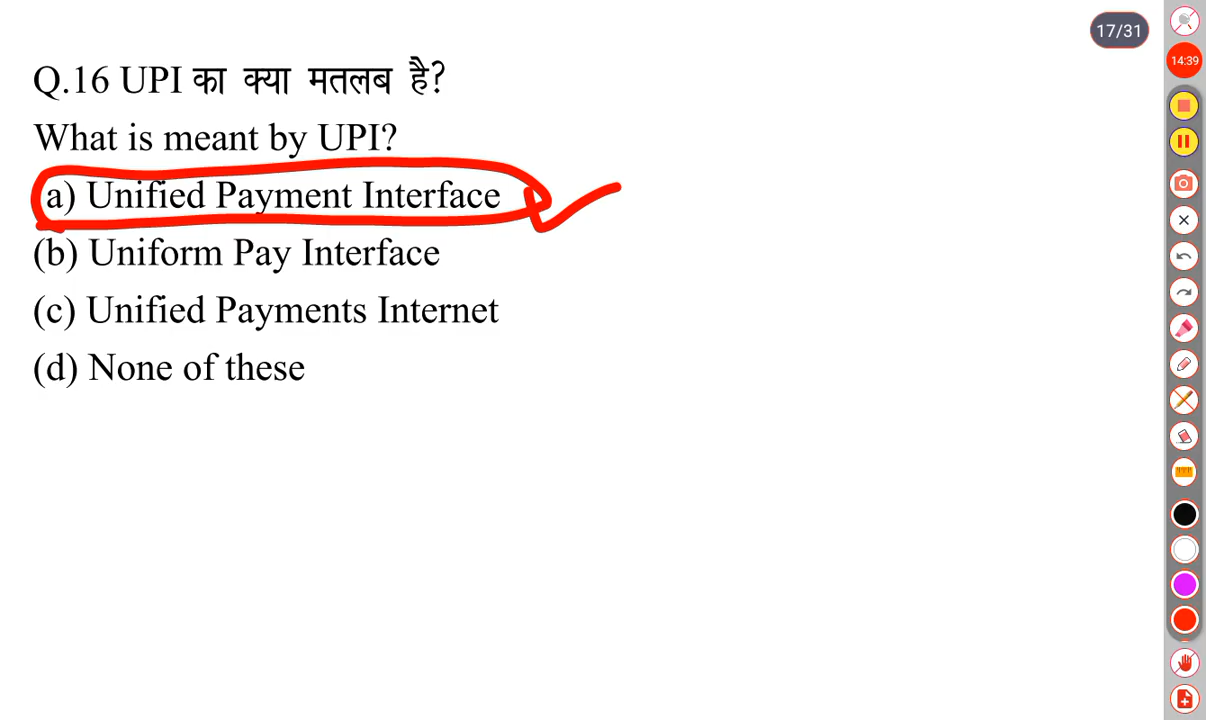 17/31
14:39
Q.16 UPI का क्या मतलब है?
What is meant by UPI?
a) Unified Payment Interface
(b) Uniform Pay Interface
(c) Unified Payments Internet
(d) None of these